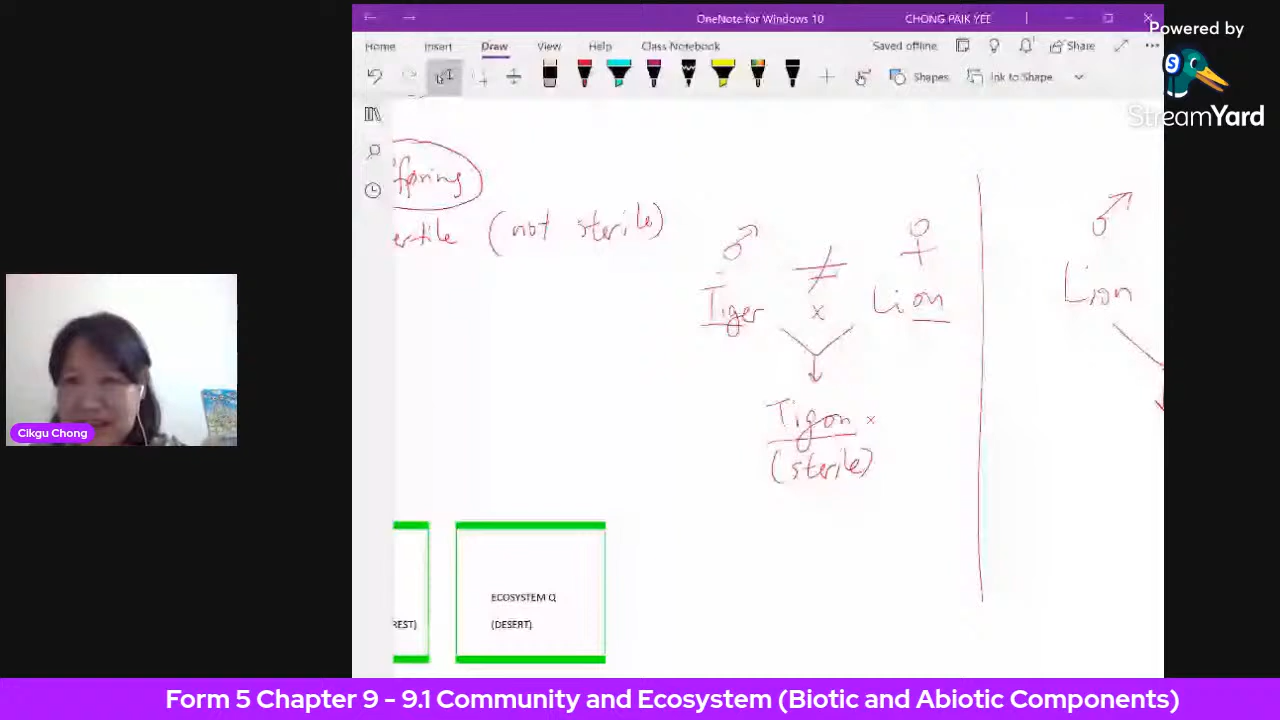 OneNote for Windows 10
CHONG PAIK YEE
Powered by
StreamYard
Home Insert Draw View Help Class Notebook Saved offline Share
Shapes Ink to Shape
ffspring
ertile (not sterile)
♂ ≠ ♀
Tiger x Lion
Tigon x
(sterile)
♂
Lion
Cikgu Chong
REST)
ECOSYSTEM Q
(DESERT)
Form 5 Chapter 9 - 9.1 Community and Ecosystem (Biotic and Abiotic Components)